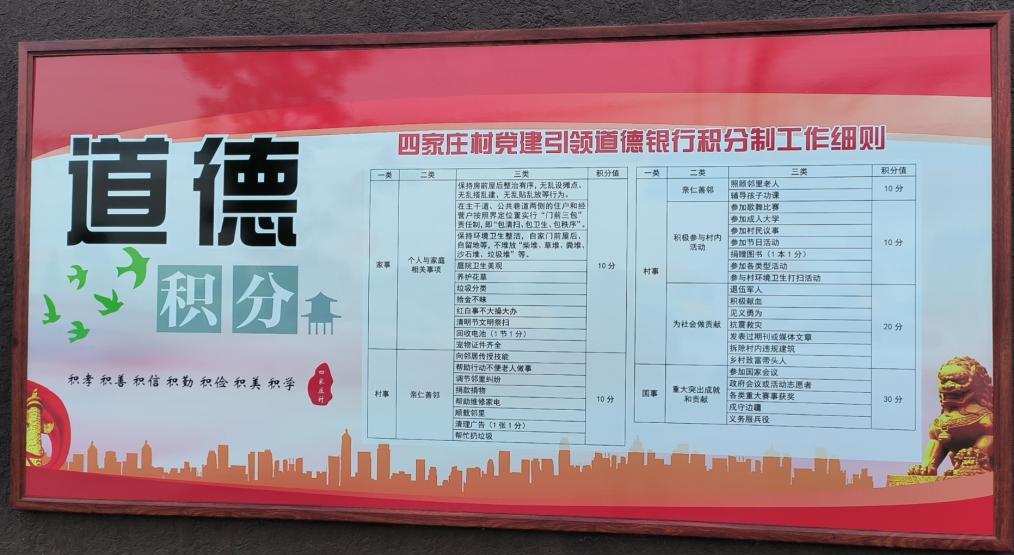 道德
积分
积孝 积善 积信 积勤 积俭 积美 积学
四家庄村
四家庄村党建引领道德银行积分制工作细则
一类 二类 三类 积分值
家事
个人与家庭
相关事项
保持房前屋后整治有序，无乱设摊点、
无乱搭乱建、无乱贴乱放等行为。
在主干道、公共巷道两侧的住户和经
营户按照界定位置实行“门前三包”
责任制，即“包清扫、包卫生、包秩序”。
保持环境卫生整洁，自家门前屋后、
自留地等，不堆放“柴堆、草堆、粪堆、
沙石堆、垃圾堆”等。
庭院卫生美观
养护花草
垃圾分类
拾金不昧
红白事不大操大办
清明节文明祭扫
回收电池（1节1分）
宠物证件齐全
10分
村事
亲仁善邻
向邻居传授技能
帮助行动不便老人做事
调节邻里纠纷
捐款捐物
帮助维修家电
顺载邻里
清理广告（1张1分）
帮忙扔垃圾
10分
一类 二类 三类 积分值
村事
亲仁善邻
照顾邻里老人
辅导孩子功课
10分
积极参与村内
活动
参加歌舞比赛
参加成人大学
参加村民议事
参加节日活动
捐赠图书（1本1分）
参加各类型活动
参与村环境卫生打扫活动
10分
为社会做贡献
退伍军人
积极献血
见义勇为
抗震救灾
发表过期刊或媒体文章
拆除村内违规建筑
乡村致富带头人
20分
国事
重大突出成就
和贡献
参加国家会议
政府会议或活动志愿者
各类重大赛事获奖
戍守边疆
义务服兵役
30分